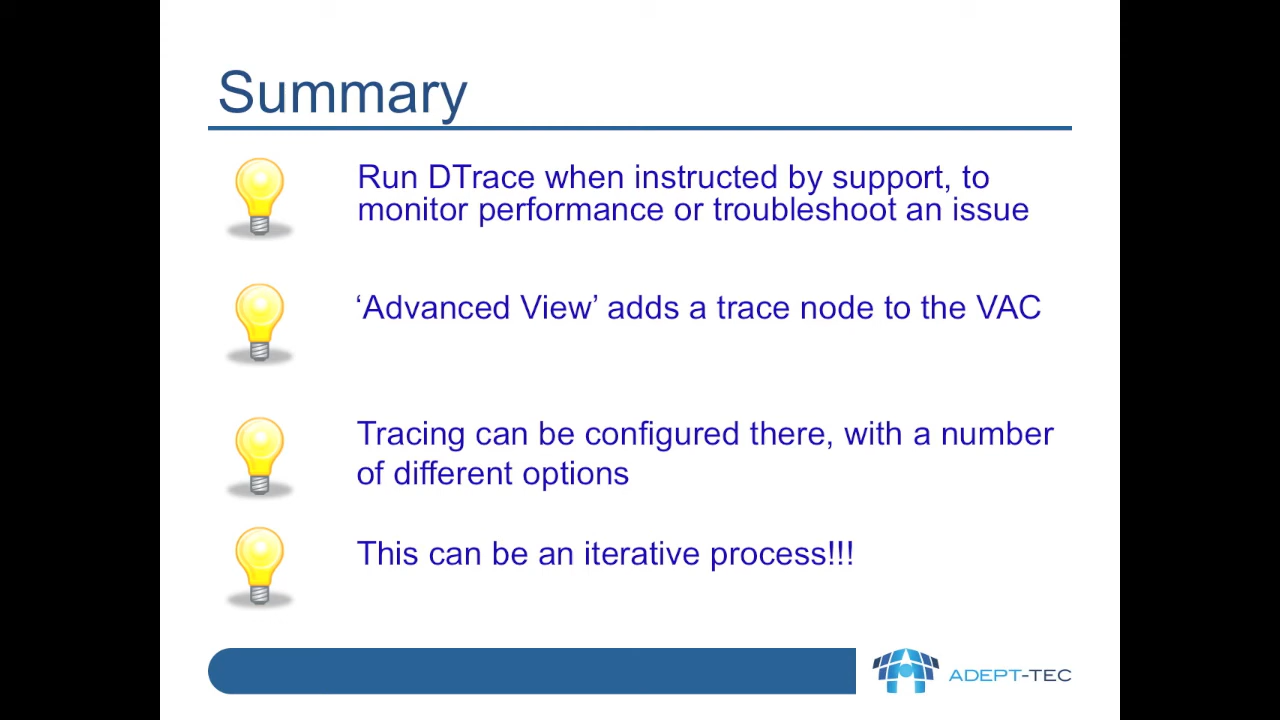 Summary
Run DTrace when instructed by support, to
monitor performance or troubleshoot an issue
‘Advanced View’ adds a trace node to the VAC
Tracing can be configured there, with a number
of different options
This can be an iterative process!!!
ADEPT-TEC